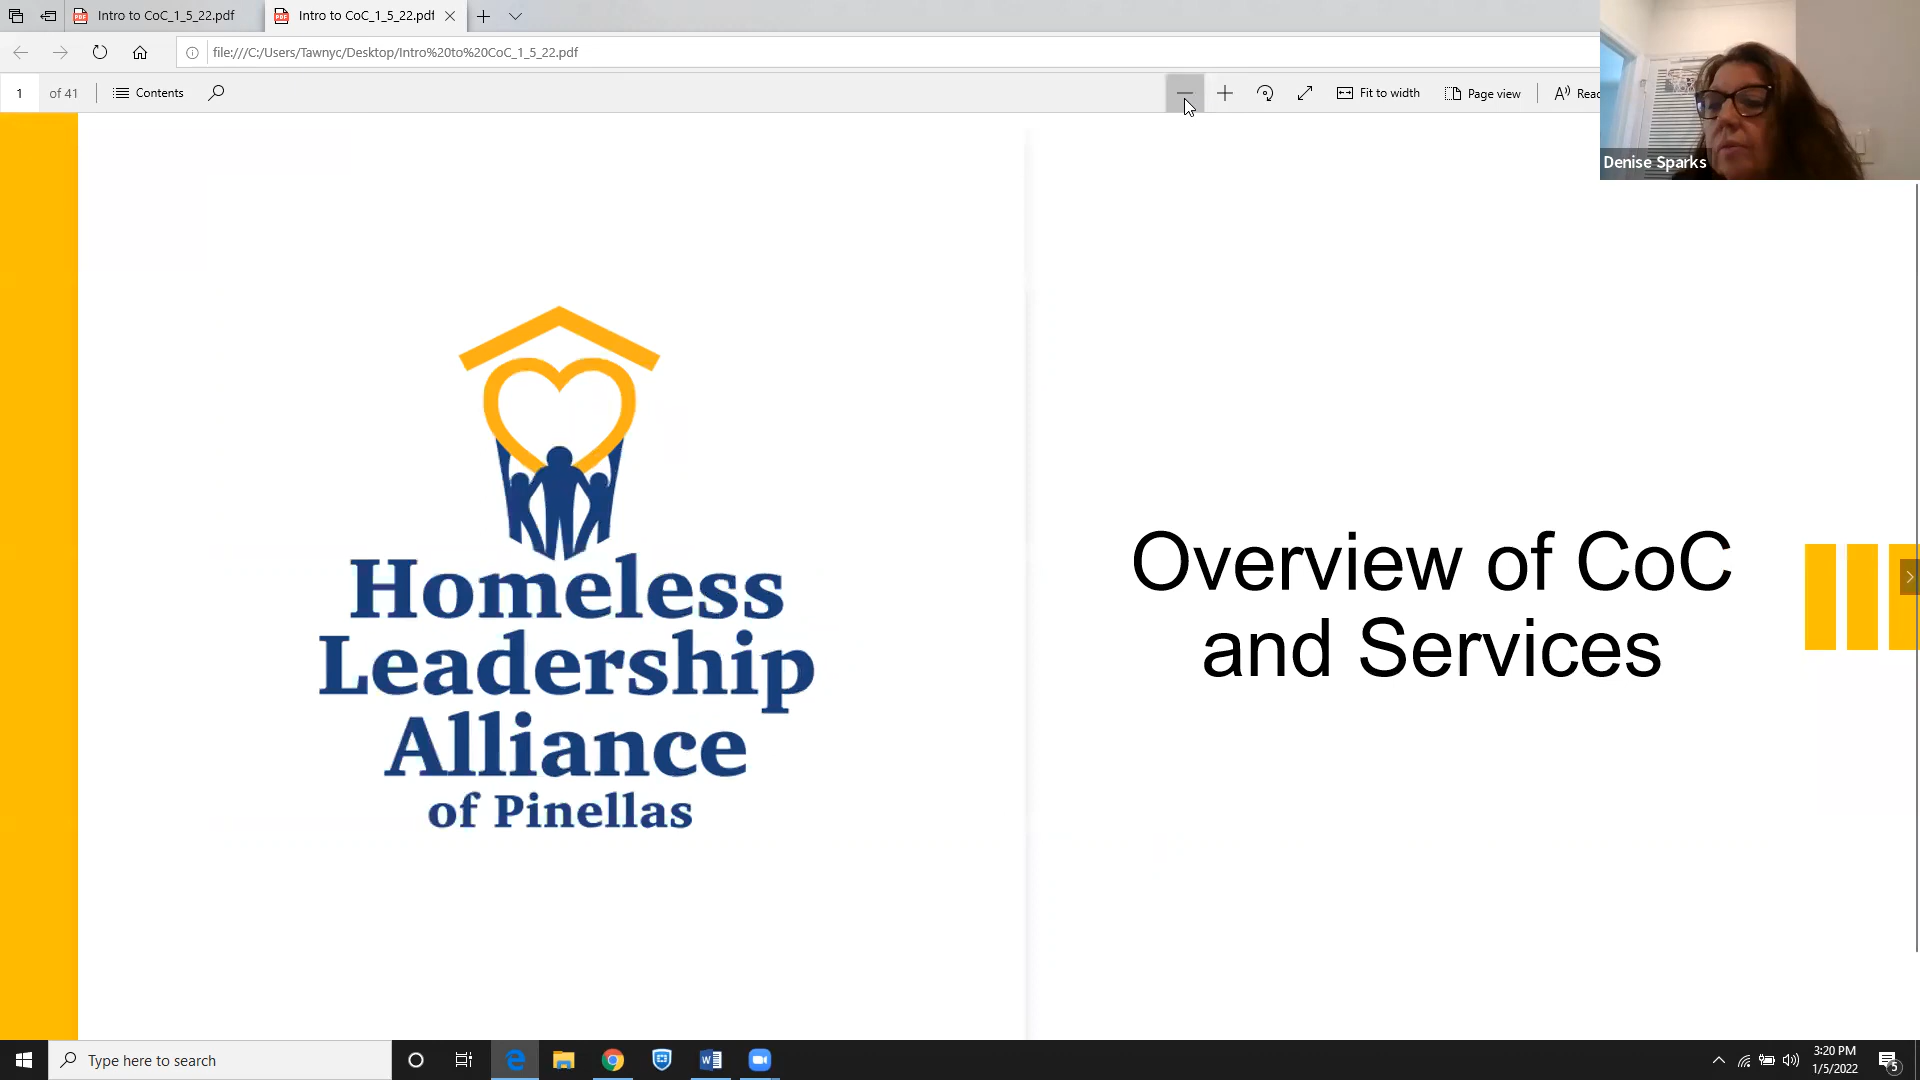 Intro to CoC_1_5_22.pdf
Intro to CoC_1_5_22.pdf
file:///C:/Users/Tawnyc/Desktop/Intro%20to%20CoC_1_5_22.pdf
1 of 41 Contents
Fit to width
Page view
Denise Sparks
Homeless
Leadership
Alliance
of Pinellas
Overview of CoC
and Services
Type here to search
3:20 PM
1/5/2022
5